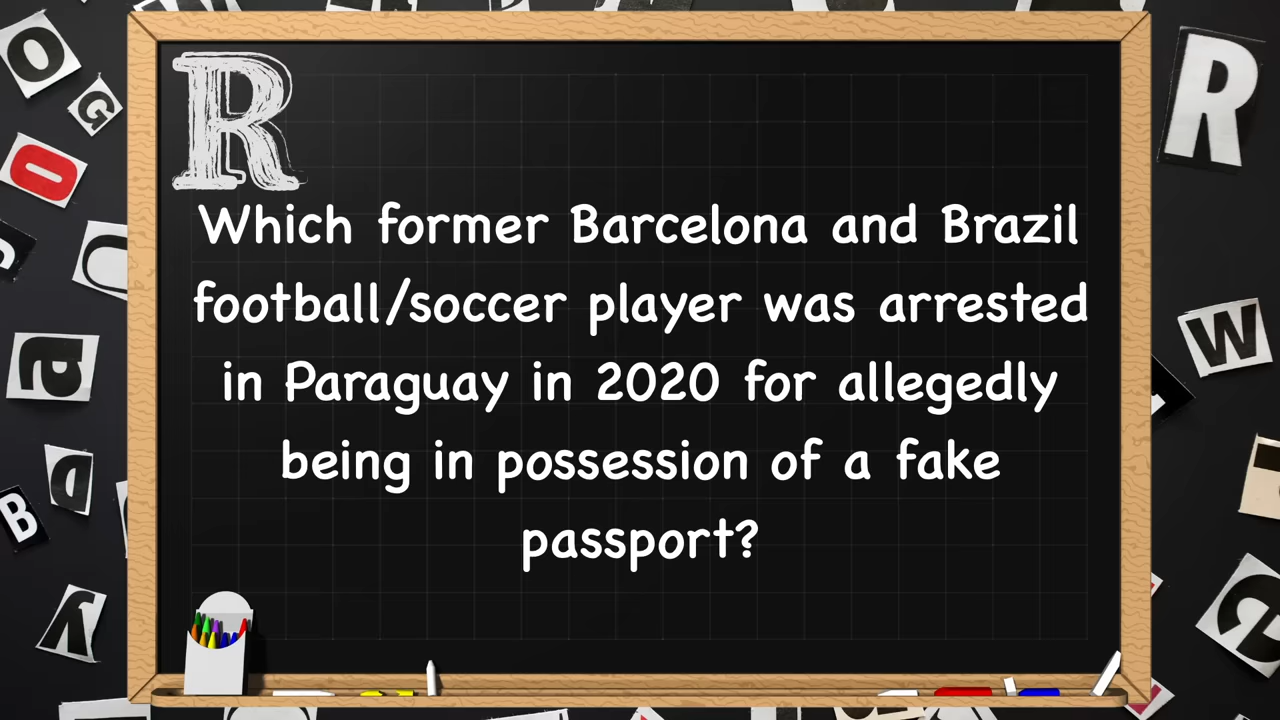 R
Which former Barcelona and Brazil
football/soccer player was arrested
in Paraguay in 2020 for allegedly
being in possession of a fake
passport?
O
G
O
a
D
B
y
R
W